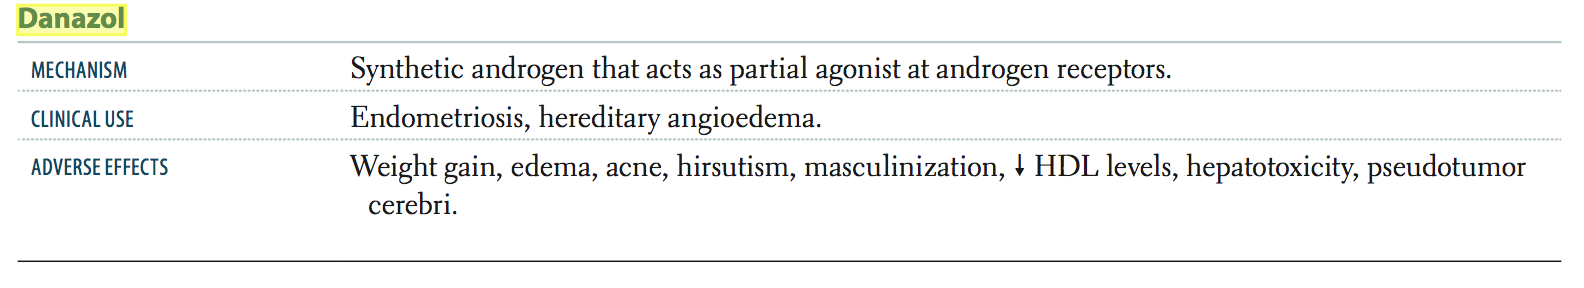 Danazol
MECHANISM Synthetic androgen that acts as partial agonist at androgen receptors.
CLINICAL USE Endometriosis, hereditary angioedema.
ADVERSE EFFECTS Weight gain, edema, acne, hirsutism, masculinization, ↓ HDL levels, hepatotoxicity, pseudotumor
cerebri.